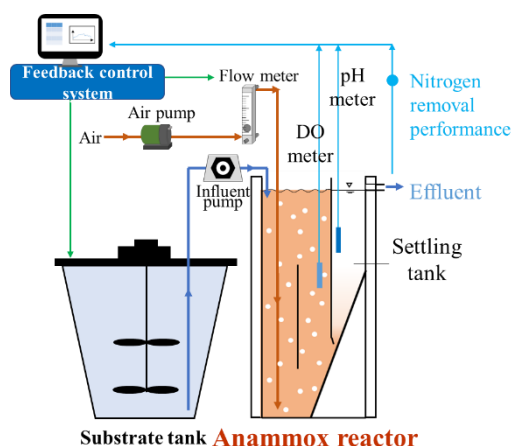 Feedback control
system
Flow meter
pH
meter
Nitrogen
removal
performance
Air pump
Air
DO
meter
Influent
pump
Effluent
Settling
tank
Substrate tank
Anammox reactor